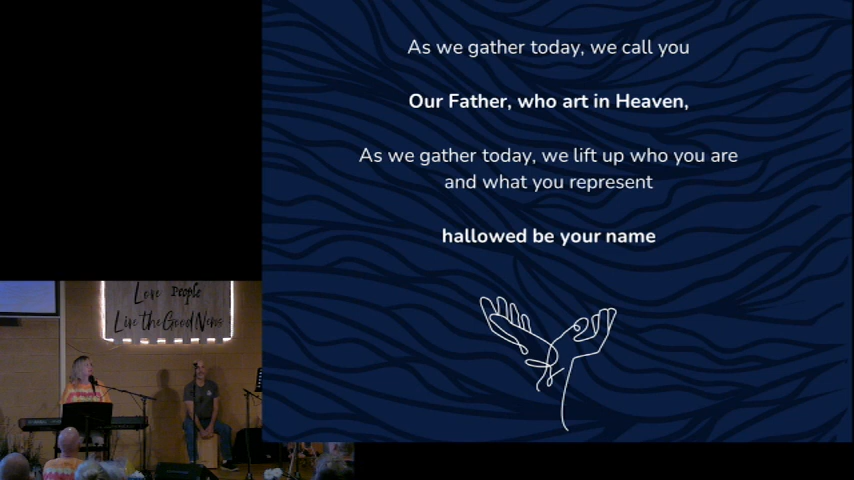 As we gather today, we call you
Our Father, who art in Heaven,
As we gather today, we lift up who you are
and what you represent
hallowed be your name
Love People
Live the Good News